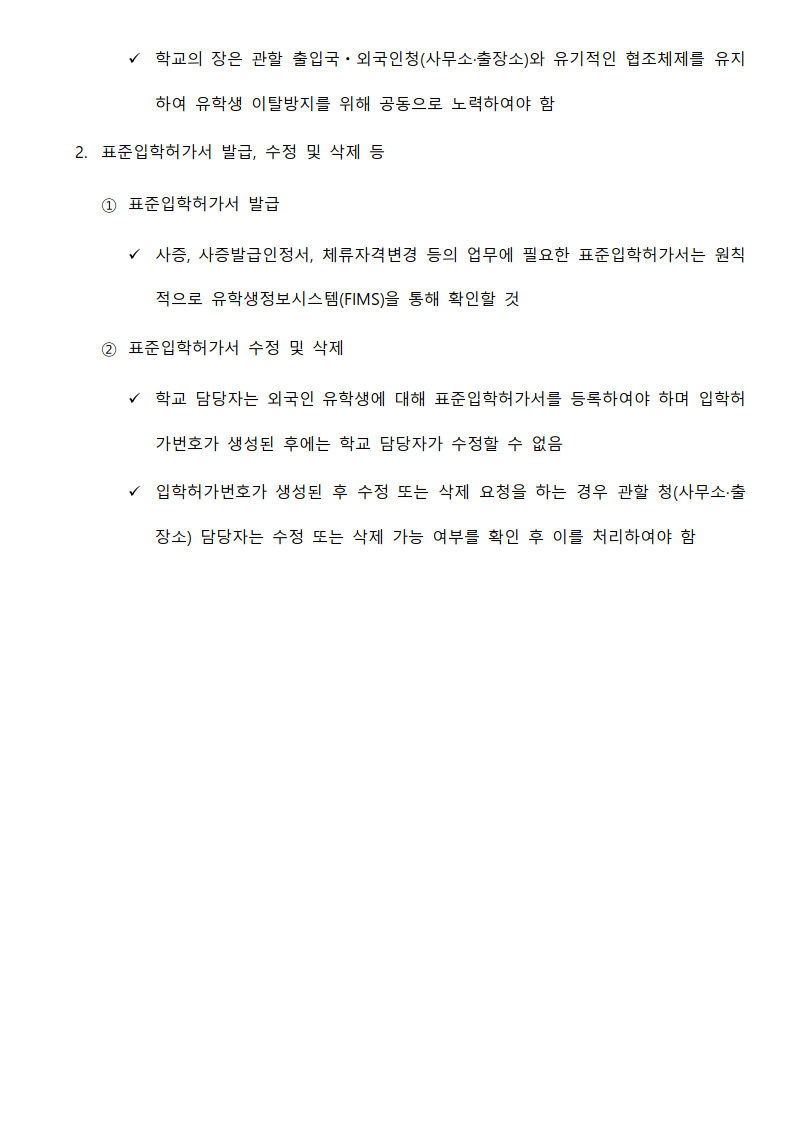 ✓ 학교의 장은 관할 출입국・외국인청(사무소·출장소)와 유기적인 협조체제를 유지
하여 유학생 이탈방지를 위해 공동으로 노력하여야 함
2. 표준입학허가서 발급, 수정 및 삭제 등
① 표준입학허가서 발급
✓ 사증, 사증발급인정서, 체류자격변경 등의 업무에 필요한 표준입학허가서는 원칙
적으로 유학생정보시스템(FIMS)을 통해 확인할 것
② 표준입학허가서 수정 및 삭제
✓ 학교 담당자는 외국인 유학생에 대해 표준입학허가서를 등록하여야 하며 입학허
가번호가 생성된 후에는 학교 담당자가 수정할 수 없음
✓ 입학허가번호가 생성된 후 수정 또는 삭제 요청을 하는 경우 관할 청(사무소·출
장소) 담당자는 수정 또는 삭제 가능 여부를 확인 후 이를 처리하여야 함